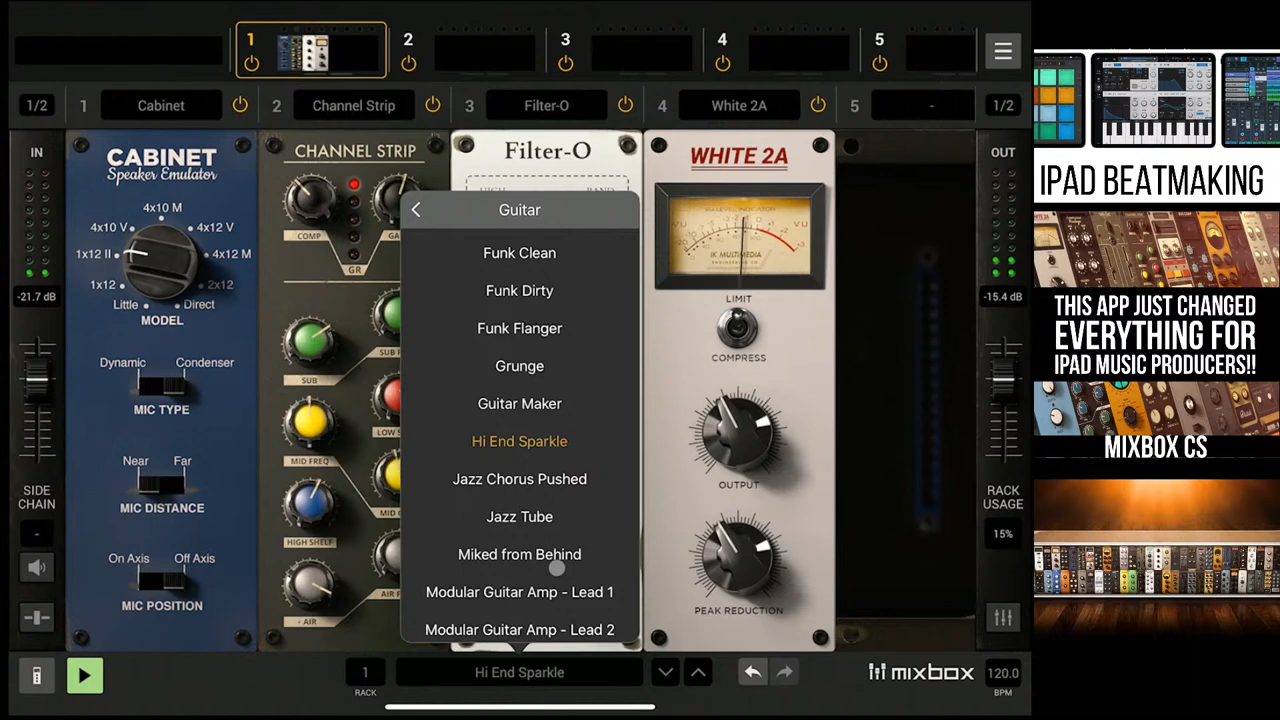 1
2
3
4
5
1/2
1
Cabinet
2
Channel Strip
3
Filter-O
4
White 2A
5
-
1/2
IN
-21.7 dB
SIDE
CHAIN
-
CABINET
Speaker Emulator
4x10 M
4x10 V
4x12 V
1x12 II
4x12 M
1x12
2x12
Little
Direct
MODEL
Dynamic
Condenser
MIC TYPE
Near
Far
MIC DISTANCE
On Axis
Off Axis
MIC POSITION
CHANNEL STRIP
COMP
GR
SUB
MID FREQ
HIGH SHELF
- AIR
Filter-O
Guitar
Funk Clean
Funk Dirty
Funk Flanger
Grunge
Guitar Maker
Hi End Sparkle
Jazz Chorus Pushed
Jazz Tube
Miked from Behind
Modular Guitar Amp - Lead 1
Modular Guitar Amp - Lead 2
WHITE 2A
IK MULTIMEDIA
LIMIT
COMPRESS
OUTPUT
PEAK REDUCTION
OUT
-15.4 dB
RACK
USAGE
15%
1
RACK
Hi End Sparkle
mixbox
120.0
BPM
IPAD BEATMAKING
THIS APP JUST CHANGED
EVERYTHING FOR
IPAD MUSIC PRODUCERS!!
MIXBOX CS